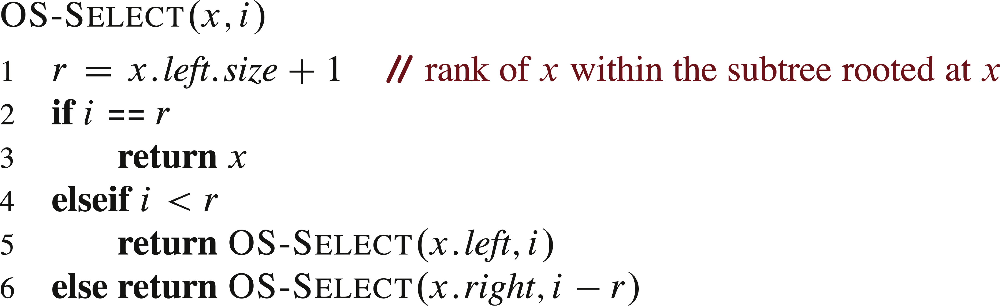 OS-SELECT(x, i)
1 r = x.left.size + 1 // rank of x within the subtree rooted at x
2 if i == r
3 return x
4 elseif i < r
5 return OS-SELECT(x.left, i)
6 else return OS-SELECT(x.right, i − r)